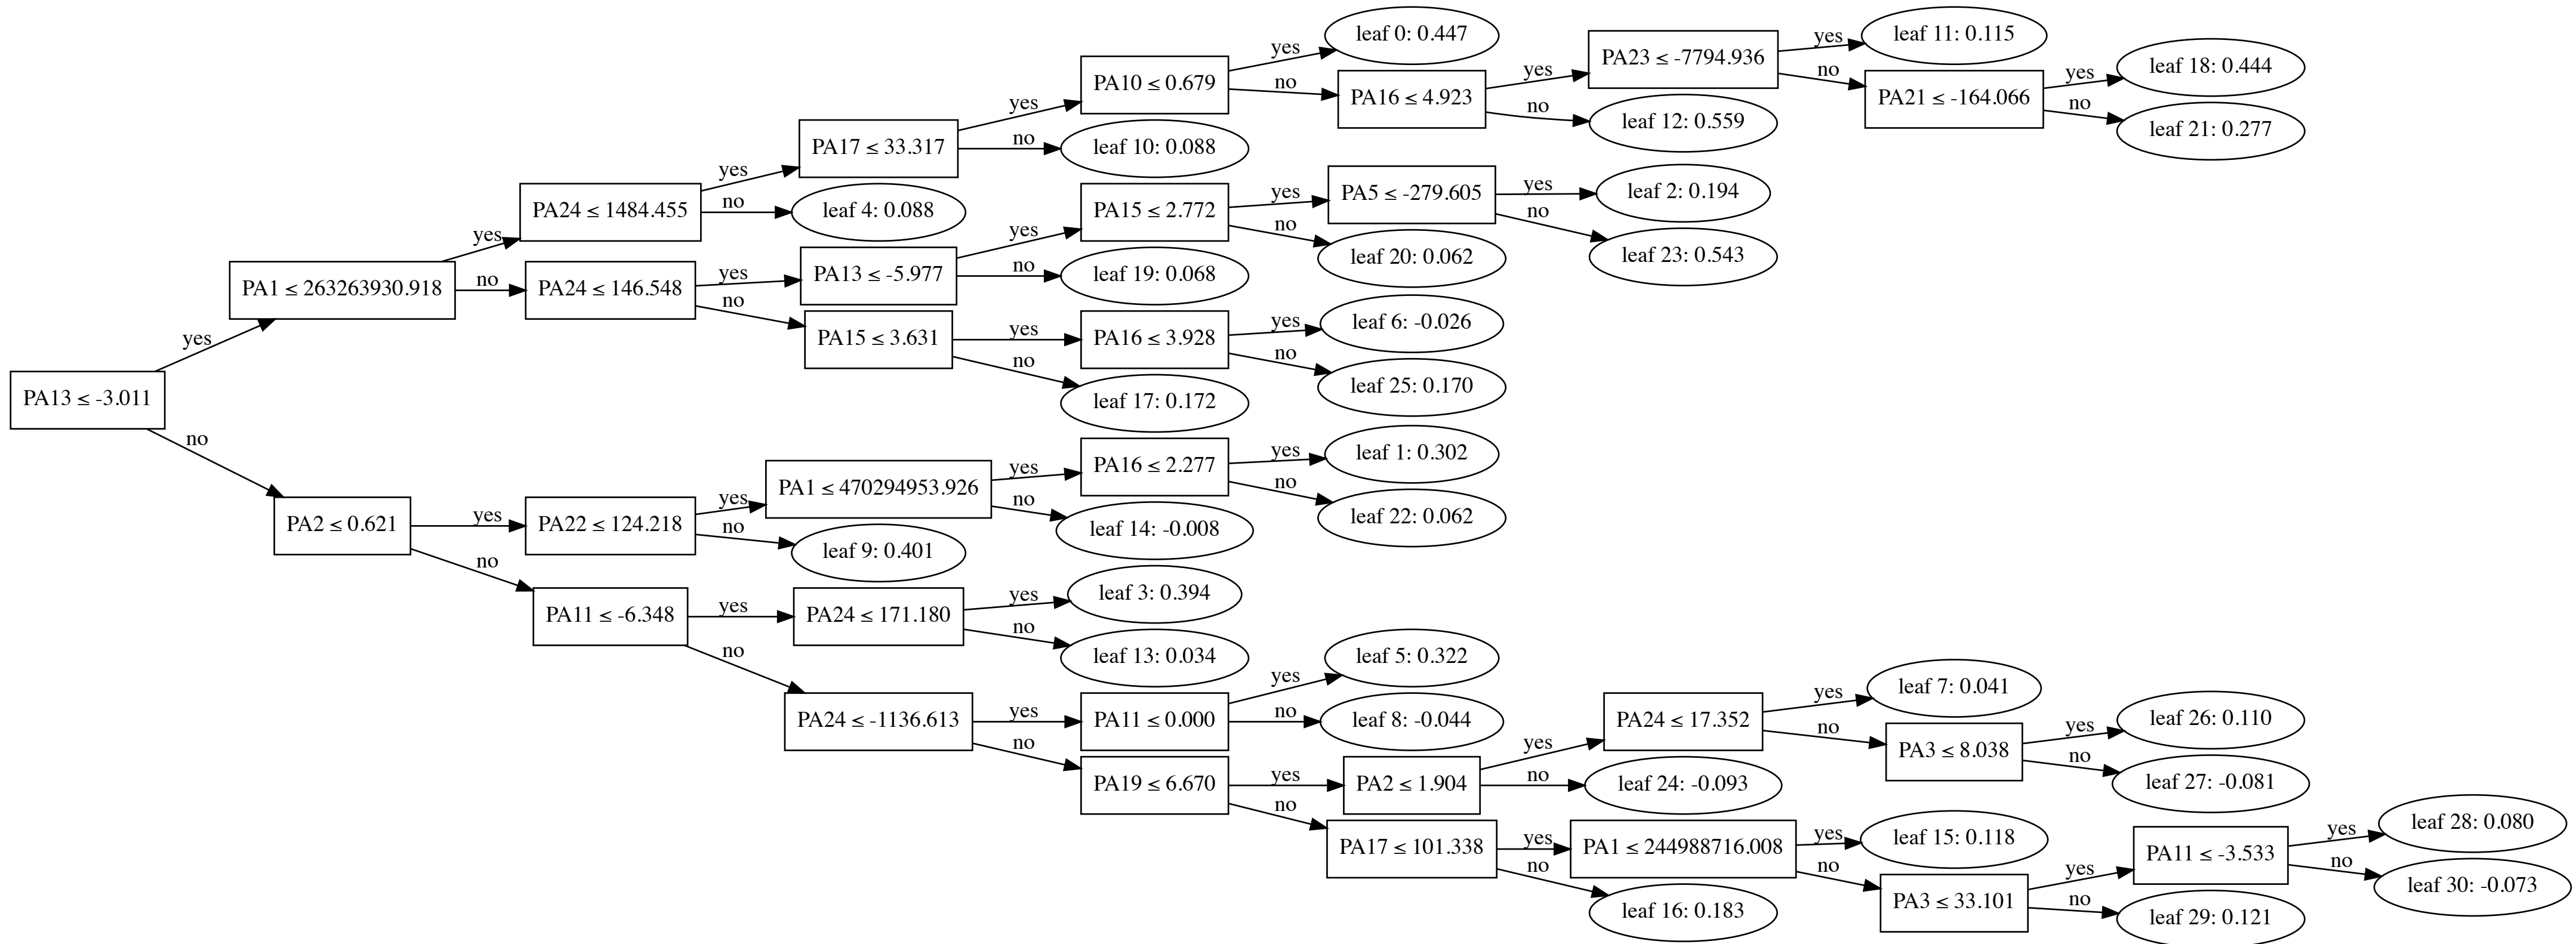 PA13 ≤ -3.011
yes
no
PA1 ≤ 263263930.918
yes
no
PA2 ≤ 0.621
yes
no
PA24 ≤ 1484.455
yes
no
PA24 ≤ 146.548
yes
no
PA22 ≤ 124.218
yes
no
PA11 ≤ -6.348
yes
no
PA17 ≤ 33.317
yes
no
leaf 4: 0.088
PA13 ≤ -5.977
yes
no
PA15 ≤ 3.631
yes
no
PA1 ≤ 470294953.926
yes
no
leaf 9: 0.401
PA24 ≤ 171.180
yes
no
PA24 ≤ -1136.613
yes
no
PA10 ≤ 0.679
yes
no
leaf 10: 0.088
PA15 ≤ 2.772
yes
no
leaf 19: 0.068
PA16 ≤ 3.928
yes
no
leaf 17: 0.172
PA16 ≤ 2.277
yes
no
leaf 14: -0.008
leaf 3: 0.394
leaf 13: 0.034
PA11 ≤ 0.000
yes
no
PA19 ≤ 6.670
yes
no
leaf 0: 0.447
PA16 ≤ 4.923
yes
no
PA5 ≤ -279.605
yes
no
leaf 20: 0.062
leaf 6: -0.026
leaf 25: 0.170
leaf 1: 0.302
leaf 22: 0.062
leaf 5: 0.322
leaf 8: -0.044
PA2 ≤ 1.904
yes
no
PA17 ≤ 101.338
yes
no
PA23 ≤ -7794.936
yes
no
leaf 12: 0.559
leaf 2: 0.194
leaf 23: 0.543
PA24 ≤ 17.352
yes
no
leaf 24: -0.093
PA1 ≤ 244988716.008
yes
no
leaf 16: 0.183
leaf 11: 0.115
PA21 ≤ -164.066
yes
no
leaf 7: 0.041
PA3 ≤ 8.038
yes
no
leaf 15: 0.118
PA3 ≤ 33.101
yes
no
leaf 18: 0.444
leaf 21: 0.277
leaf 26: 0.110
leaf 27: -0.081
PA11 ≤ -3.533
yes
no
leaf 29: 0.121
leaf 28: 0.080
leaf 30: -0.073